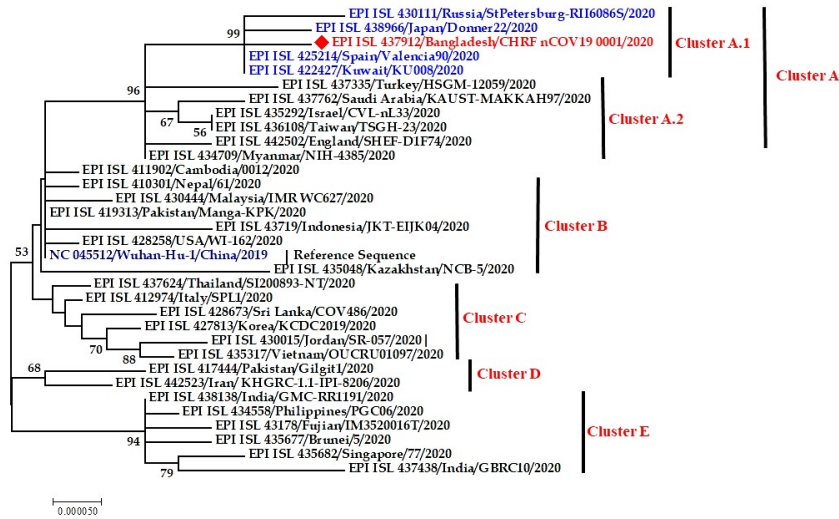 EPI ISL 430111/Russia/StPetersburg-RII6086S/2020
99
EPI ISL 438966/Japan/Donner22/2020
EPI ISL 437912/Bangladesh/CHRF nCOV19 0001/2020
Cluster A.1
EPI ISL 425214/Spain/Valencia90/2020
EPI ISL 422427/Kuwait/KU008/2020
Cluster A
96
EPI ISL 437335/Turkey/HSGM-12059/2020
EPI ISL 437762/Saudi Arabia/KAUST-MAKKAH97/2020
67
EPI ISL 435292/Israel/CVL-nL33/2020
Cluster A.2
56
EPI ISL 436108/Taiwan/TSGH-23/2020
EPI ISL 442502/England/SHEF-D1F74/2020
EPI ISL 434709/Myanmar/NIH-4385/2020
EPI ISL 411902/Cambodia/0012/2020
EPI ISL 410301/Nepal/61/2020
EPI ISL 430444/Malaysia/IMR WC627/2020
EPI ISL 419313/Pakistan/Manga-KPK/2020
EPI ISL 43719/Indonesia/JKT-EIJK04/2020
Cluster B
EPI ISL 428258/USA/WI-162/2020
53
NC 045512/Wuhan-Hu-1/China/2019
Reference Sequence
EPI ISL 435048/Kazakhstan/NCB-5/2020
EPI ISL 437624/Thailand/SI200893-NT/2020
EPI ISL 412974/Italy/SPL1/2020
EPI ISL 428673/Sri Lanka/COV486/2020
Cluster C
EPI ISL 427813/Korea/KCDC2019/2020
70
EPI ISL 430015/Jordan/SR-057/2020|
88
EPI ISL 435317/Vietnam/OUCRU01097/2020
68
EPI ISL 417444/Pakistan/Gilgit1/2020
Cluster D
EPI ISL 442523/Iran/ KHGRC-1.1-IPI-8206/2020
EPI ISL 438138/India/GMC-RR1191/2020
EPI ISL 434558/Philippines/PGC06/2020
EPI ISL 43178/Fujian/IM3520016T/2020
Cluster E
94
EPI ISL 435677/Brunei/5/2020
EPI ISL 435682/Singapore/77/2020
79
EPI ISL 437438/India/GBRC10/2020
0.000050